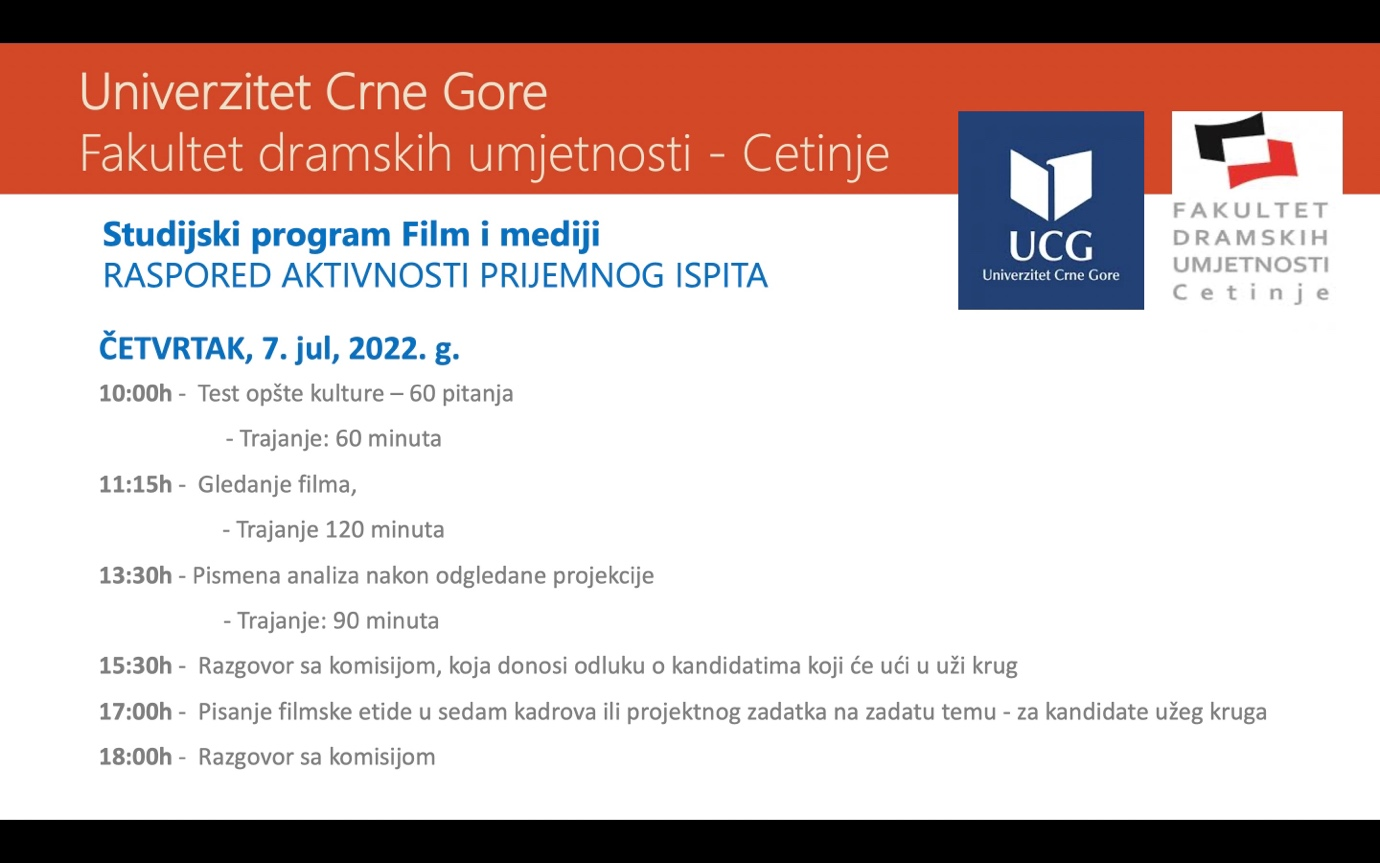 Univerzitet Crne Gore
Fakultet dramskih umjetnosti - Cetinje
UCG
Univerzitet Crne Gore
FAKULTET
DRAMSKIH
UMJETNOSTI
Cetinje
Studijski program Film i mediji
RASPORED AKTIVNOSTI PRIJEMNOG ISPITA
ČETVRTAK, 7. jul, 2022. g.
10:00h - Test opšte kulture – 60 pitanja
- Trajanje: 60 minuta
11:15h - Gledanje filma,
- Trajanje 120 minuta
13:30h - Pismena analiza nakon odgledane projekcije
- Trajanje: 90 minuta
15:30h - Razgovor sa komisijom, koja donosi odluku o kandidatima koji će ući u uži krug
17:00h - Pisanje filmske etide u sedam kadrova ili projektnog zadatka na zadatu temu - za kandidate užeg kruga
18:00h - Razgovor sa komisijom